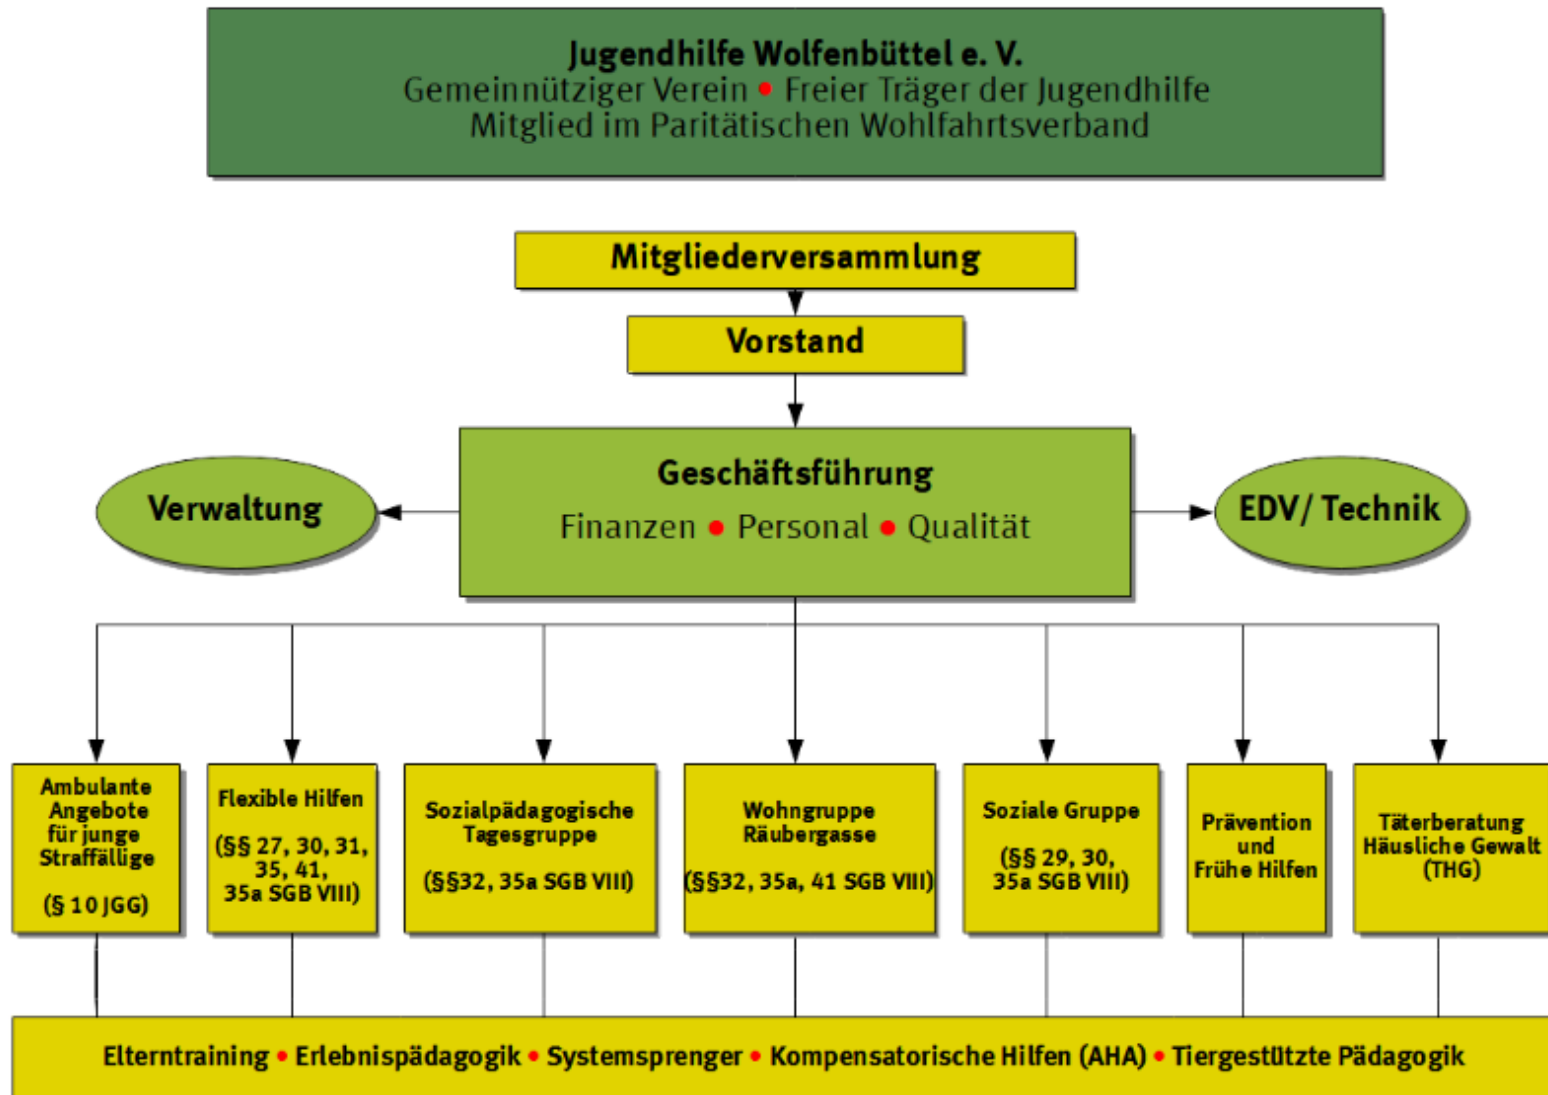 Jugendhilfe Wolfenbüttel e. V.
Gemeinnütziger Verein • Freier Träger der Jugendhilfe
Mitglied im Paritätischen Wohlfahrtsverband
Mitgliederversammlung
Vorstand
Geschäftsführung
Finanzen • Personal • Qualität
Verwaltung
EDV/ Technik
Ambulante
Angebote
für junge
Straffällige
(§ 10 JGG)
Flexible Hilfen
(§§ 27, 30, 31,
35, 41,
35a SGB VIII)
Sozialpädagogische
Tagesgruppe
(§§32, 35a SGB VIII)
Wohngruppe
Räubergasse
(§§32, 35a, 41 SGB VIII)
Soziale Gruppe
(§§ 29, 30,
35a SGB VIII)
Prävention
und
Frühe Hilfen
Täterberatung
Häusliche Gewalt
(THG)
Elterntraining • Erlebnispädagogik • Systemsprenger • Kompensatorische Hilfen (AHA) • Tiergestützte Pädagogik